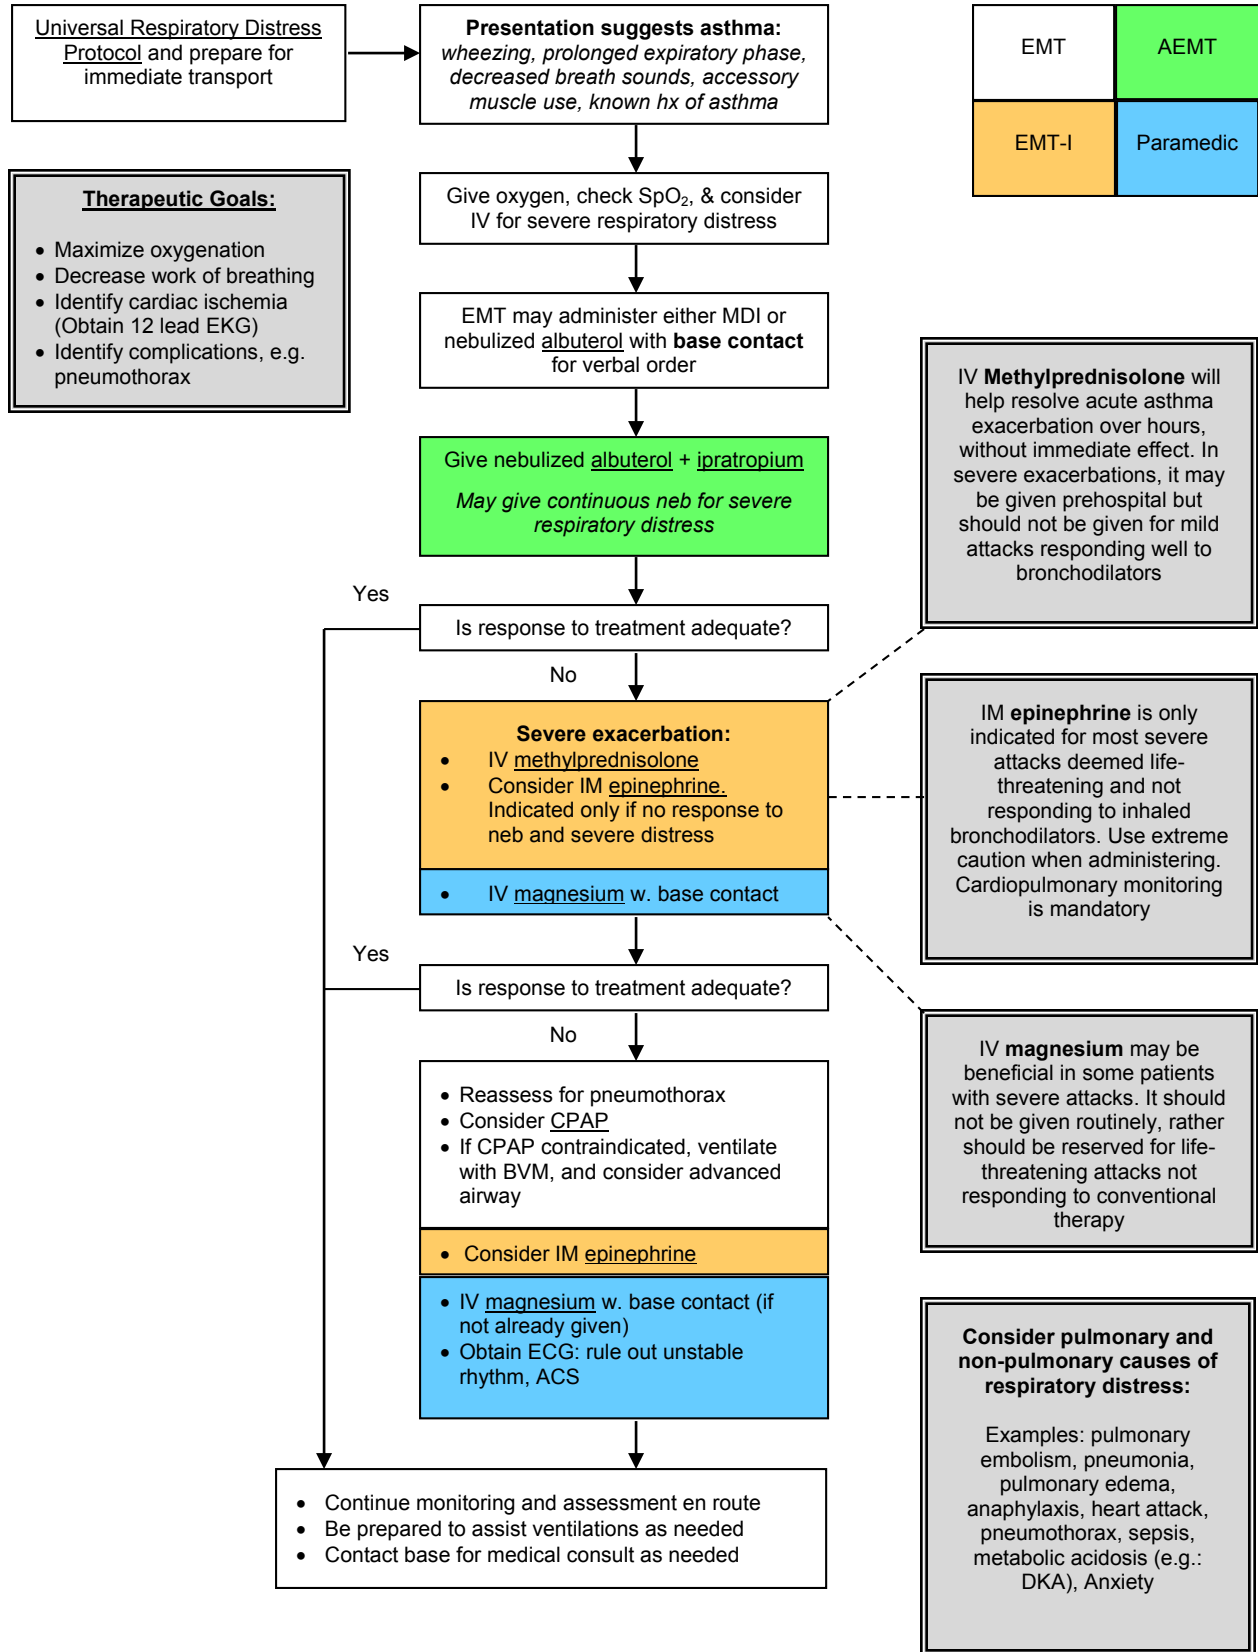 Universal Respiratory Distress
Protocol and prepare for
immediate transport
Presentation suggests asthma:
wheezing, prolonged expiratory phase,
decreased breath sounds, accessory
muscle use, known hx of asthma
EMT
AEMT
EMT-I
Paramedic
Therapeutic Goals:
• Maximize oxygenation
• Decrease work of breathing
• Identify cardiac ischemia
(Obtain 12 lead EKG)
• Identify complications, e.g.
pneumothorax
Give oxygen, check SpO₂, & consider
IV for severe respiratory distress
EMT may administer either MDI or
nebulized albuterol with base contact
for verbal order
Give nebulized albuterol + ipratropium
May give continuous neb for severe
respiratory distress
Yes
Is response to treatment adequate?
No
Severe exacerbation:
• IV methylprednisolone
• Consider IM epinephrine.
Indicated only if no response to
neb and severe distress
• IV magnesium w. base contact
Yes
Is response to treatment adequate?
No
• Reassess for pneumothorax
• Consider CPAP
• If CPAP contraindicated, ventilate
with BVM, and consider advanced
airway
• Consider IM epinephrine
• IV magnesium w. base contact (if
not already given)
• Obtain ECG: rule out unstable
rhythm, ACS
• Continue monitoring and assessment en route
• Be prepared to assist ventilations as needed
• Contact base for medical consult as needed
IV Methylprednisolone will
help resolve acute asthma
exacerbation over hours,
without immediate effect. In
severe exacerbations, it may
be given prehospital but
should not be given for mild
attacks responding well to
bronchodilators
IM epinephrine is only
indicated for most severe
attacks deemed life-
threatening and not
responding to inhaled
bronchodilators. Use extreme
caution when administering.
Cardiopulmonary monitoring
is mandatory
IV magnesium may be
beneficial in some patients
with severe attacks. It should
not be given routinely, rather
should be reserved for life-
threatening attacks not
responding to conventional
therapy
Consider pulmonary and
non-pulmonary causes of
respiratory distress:
Examples: pulmonary
embolism, pneumonia,
pulmonary edema,
anaphylaxis, heart attack,
pneumothorax, sepsis,
metabolic acidosis (e.g.:
DKA), Anxiety